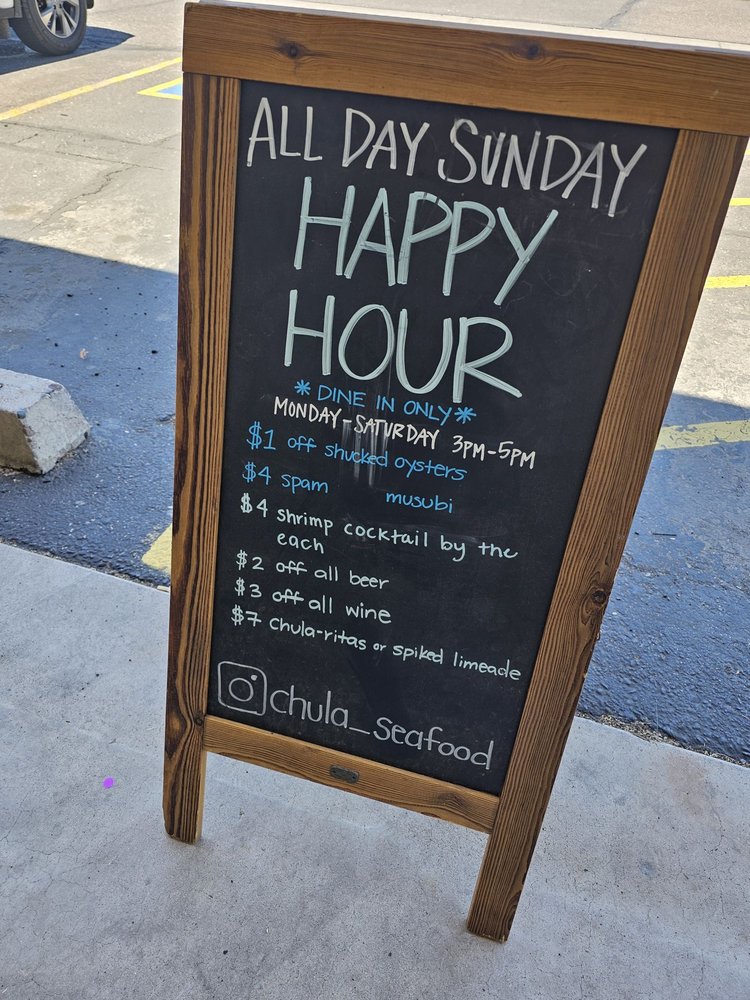 ALL DAY SUNDAY
HAPPY
HOUR
*DINE IN ONLY*
MONDAY-SATURDAY 3PM-5PM
$1 off shucked oysters
$4 spam musubi
$4 shrimp cocktail by the
each
$2 off all beer
$3 off all wine
$7 chula-ritas or spiked limeade
chula_seafood